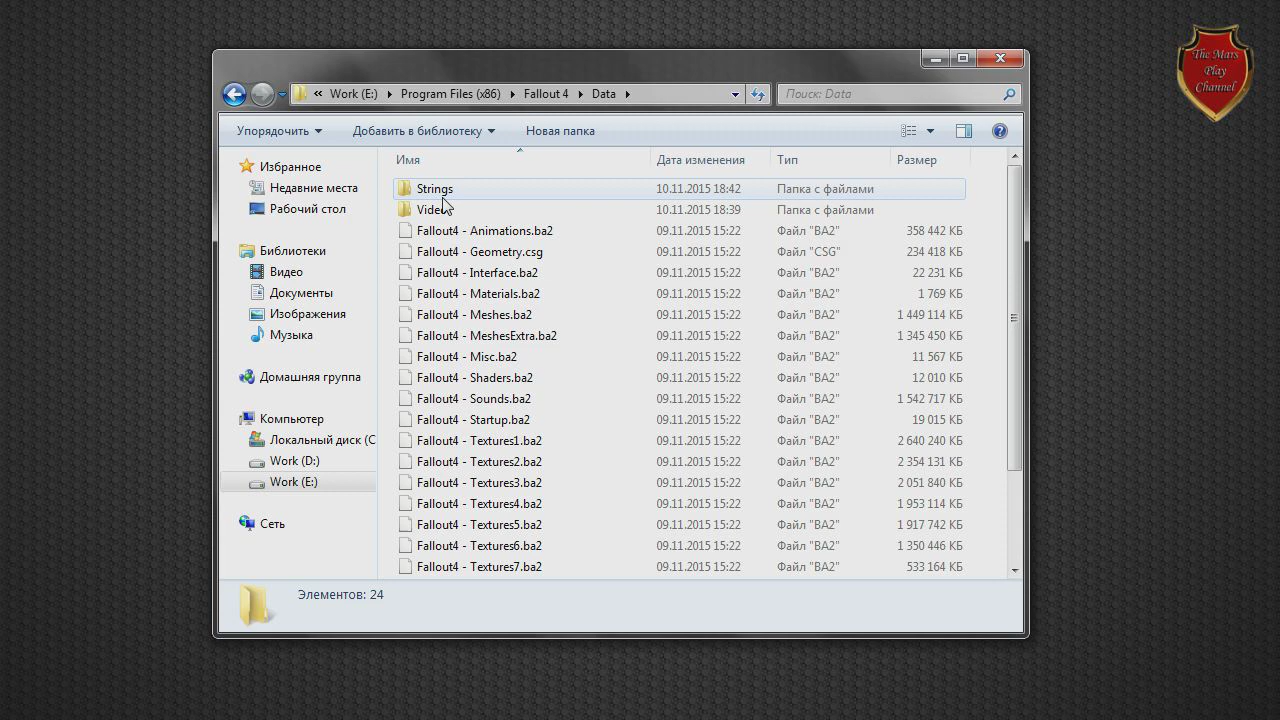 The Mars
Play
Channel
« Work (E:) Program Files (x86) Fallout 4 Data
Поиск: Data
Упорядочить Добавить в библиотеку Новая папка
Имя Дата изменения Тип Размер
Избранное
Недавние места
Рабочий стол
Библиотеки
Видео
Документы
Изображения
Музыка
Домашняя группа
Компьютер
Локальный диск (C
Work (D:)
Work (E:)
Сеть
Strings 10.11.2015 18:42 Папка с файлами
10.11.2015 18:39 Папка с файлами
Fallout4 - Animations.ba2 09.11.2015 15:22 Файл "BA2" 358 442 КБ
Fallout4 - Geometry.csg 09.11.2015 15:22 Файл "CSG" 234 418 КБ
Fallout4 - Interface.ba2 09.11.2015 15:22 Файл "BA2" 22 231 КБ
Fallout4 - Materials.ba2 09.11.2015 15:22 Файл "BA2" 1 769 КБ
Fallout4 - Meshes.ba2 09.11.2015 15:22 Файл "BA2" 1 449 114 КБ
Fallout4 - MeshesExtra.ba2 09.11.2015 15:22 Файл "BA2" 1 345 450 КБ
Fallout4 - Misc.ba2 09.11.2015 15:22 Файл "BA2" 11 567 КБ
Fallout4 - Shaders.ba2 09.11.2015 15:22 Файл "BA2" 12 010 КБ
Fallout4 - Sounds.ba2 09.11.2015 15:22 Файл "BA2" 1 542 717 КБ
Fallout4 - Startup.ba2 09.11.2015 15:22 Файл "BA2" 19 015 КБ
Fallout4 - Textures1.ba2 09.11.2015 15:22 Файл "BA2" 2 640 240 КБ
Fallout4 - Textures2.ba2 09.11.2015 15:22 Файл "BA2" 2 354 131 КБ
Fallout4 - Textures3.ba2 09.11.2015 15:22 Файл "BA2" 2 051 840 КБ
Fallout4 - Textures4.ba2 09.11.2015 15:22 Файл "BA2" 1 953 114 КБ
Fallout4 - Textures5.ba2 09.11.2015 15:22 Файл "BA2" 1 917 742 КБ
Fallout4 - Textures6.ba2 09.11.2015 15:22 Файл "BA2" 1 350 446 КБ
Fallout4 - Textures7.ba2 09.11.2015 15:22 Файл "BA2" 533 164 КБ
Элементов: 24